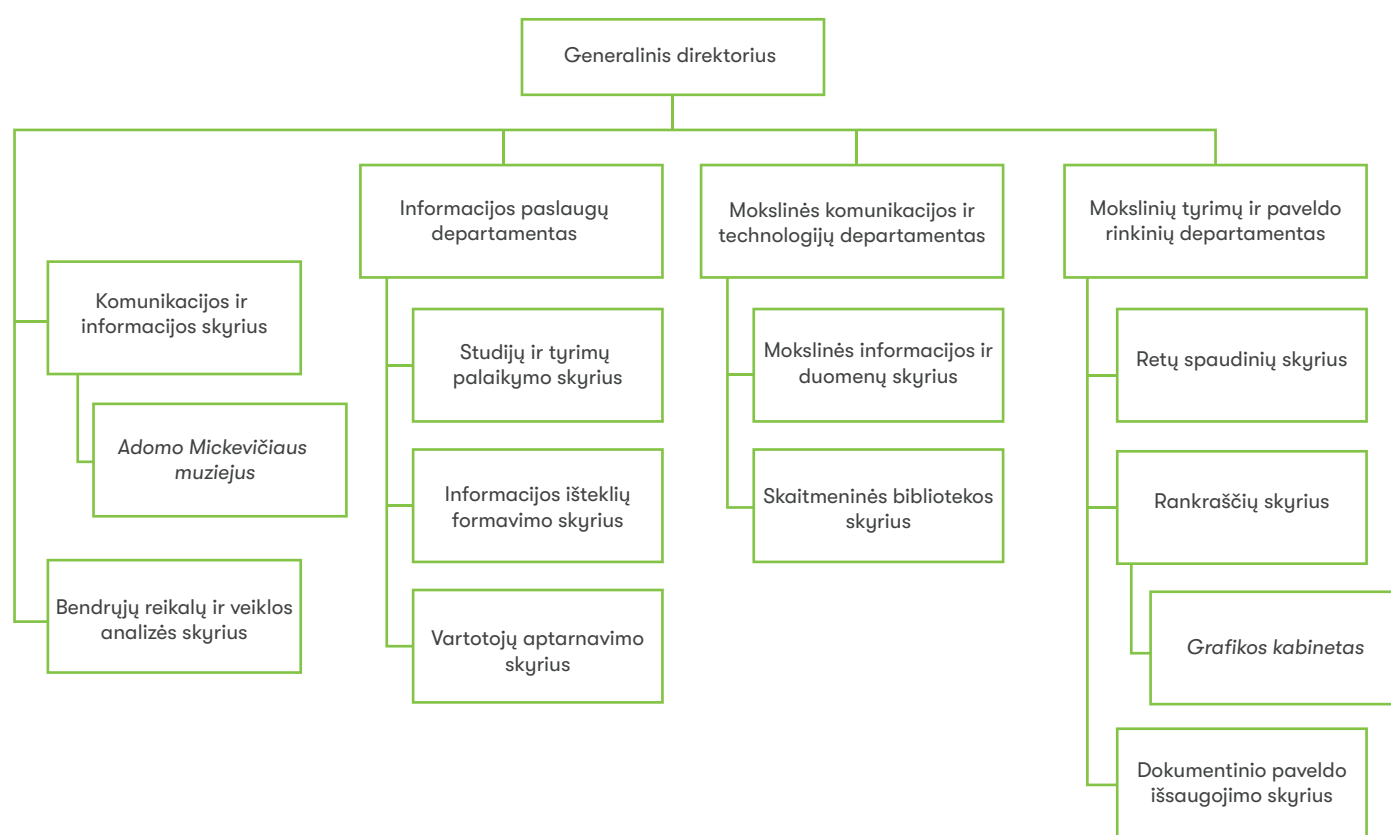 Generalinis direktorius
Komunikacijos ir
informacijos skyrius
Adomo Mickevičiaus
muziejus
Bendrųjų reikalų ir veiklos
analizės skyrius
Informacijos paslaugų
departamentas
Studijų ir tyrimų
palaikymo skyrius
Informacijos išteklių
formavimo skyrius
Vartotojų aptarnavimo
skyrius
Mokslinės komunikacijos ir
technologijų departamentas
Mokslinės informacijos ir
duomenų skyrius
Skaitmeninės bibliotekos
skyrius
Mokslinių tyrimų ir paveldo
rinkinių departamentas
Retų spaudinių skyrius
Rankraščių skyrius
Grafikos kabinetas
Dokumentinio paveldo
išsaugojimo skyrius